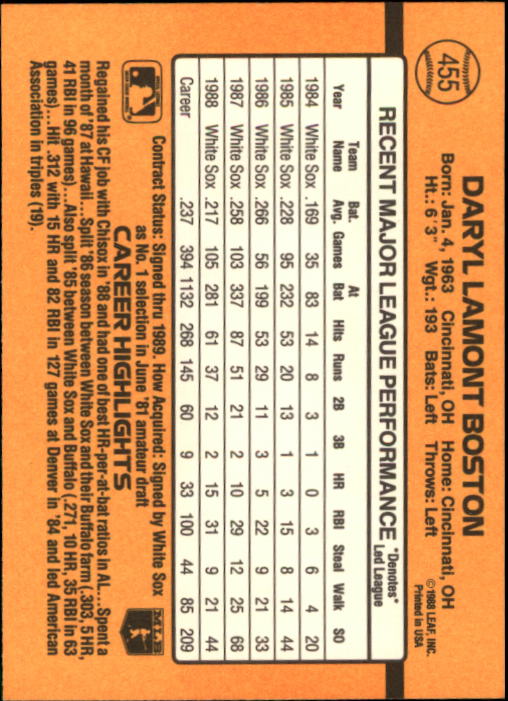 455
DARYL LAMONT BOSTON
Born: Jan. 4, 1963 Cincinnati, OH Home: Cincinnati, OH
Ht.: 6' 3" Wgt.: 193 Bats: Left Throws: Left
©1988 LEAF, INC.
Printed in USA
RECENT MAJOR LEAGUE PERFORMANCE *Denotes* Led League
Year Team Name Bat. Avg. Games At Bat Hits Runs 2B 3B HR RBI Steal Walk SO
1984 White Sox .169 35 83 14 8 3 1 0 3 6 4 20
1985 White Sox .228 95 232 53 20 13 1 3 15 8 14 44
1986 White Sox .266 56 199 53 29 11 3 5 22 9 21 33
1987 White Sox .258 103 337 87 51 21 2 10 29 12 25 68
1988 White Sox .217 105 281 61 37 12 2 15 31 9 21 44
Career .237 394 1132 268 145 60 9 33 100 44 85 209
Contract Status: Signed thru 1989. How Acquired: Signed by White Sox
as No. 1 selection in June '81 amateur draft
CAREER HIGHLIGHTS
MLB
Regained his CF job with Chisox in '88 and had one of best HR-per-at-bat ratios in AL... Spent a
month of '87 at Hawaii... Split '86 season between White Sox and their Buffalo farm (.303, 5 HR,
41 RBI in 96 games)... Also split '85 between White Sox and Buffalo (.271, 10 HR, 35 RBI in 63
games)... Hit .312 with 15 HR and 82 RBI in 127 games at Denver in '84 and led American
Association in triples (19).